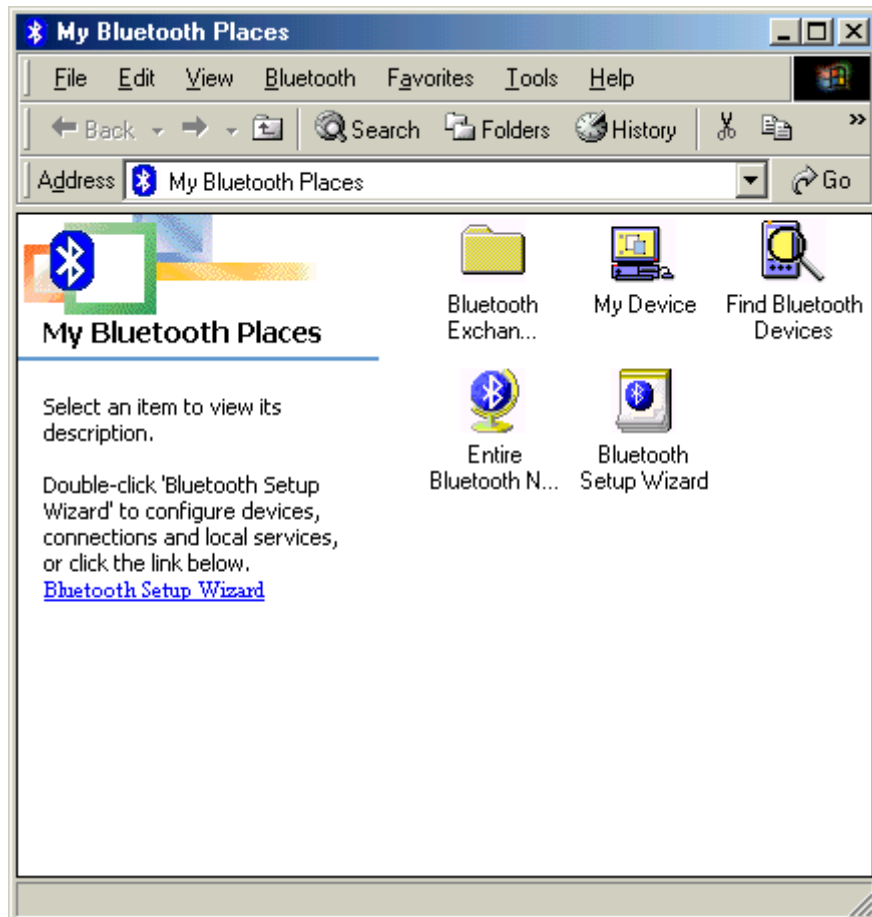 My Bluetooth Places
File Edit View Bluetooth Favorites Tools Help
Back Search Folders History »
Address My Bluetooth Places Go
My Bluetooth Places
Select an item to view its
description.
Double-click 'Bluetooth Setup
Wizard' to configure devices,
connections and local services,
or click the link below.
Bluetooth Setup Wizard
Bluetooth
Exchan...
My Device
Find Bluetooth
Devices
Entire
Bluetooth N...
Bluetooth
Setup Wizard